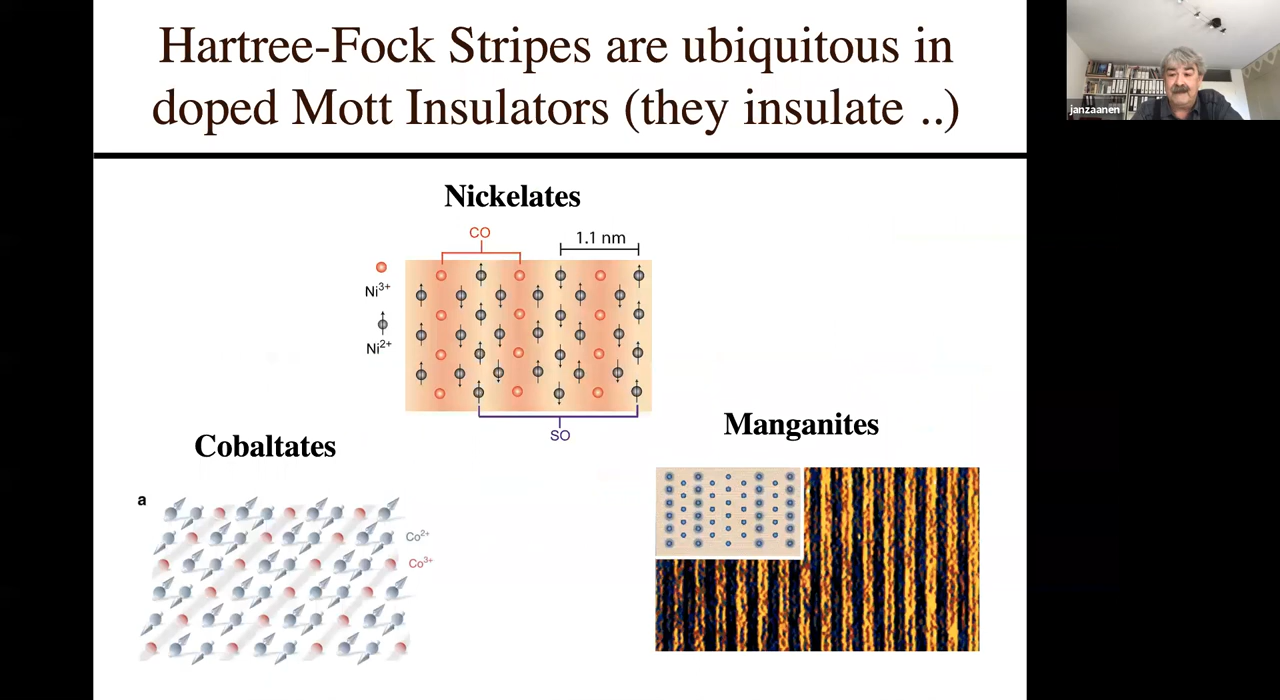 Hartree-Fock Stripes are ubiquitous in
doped Mott Insulators (they insulate ..)
janzaanen
Nickelates
CO
1.1 nm
Ni3+
Ni2+
SO
Cobaltates
a
Co2+
Co3+
Manganites